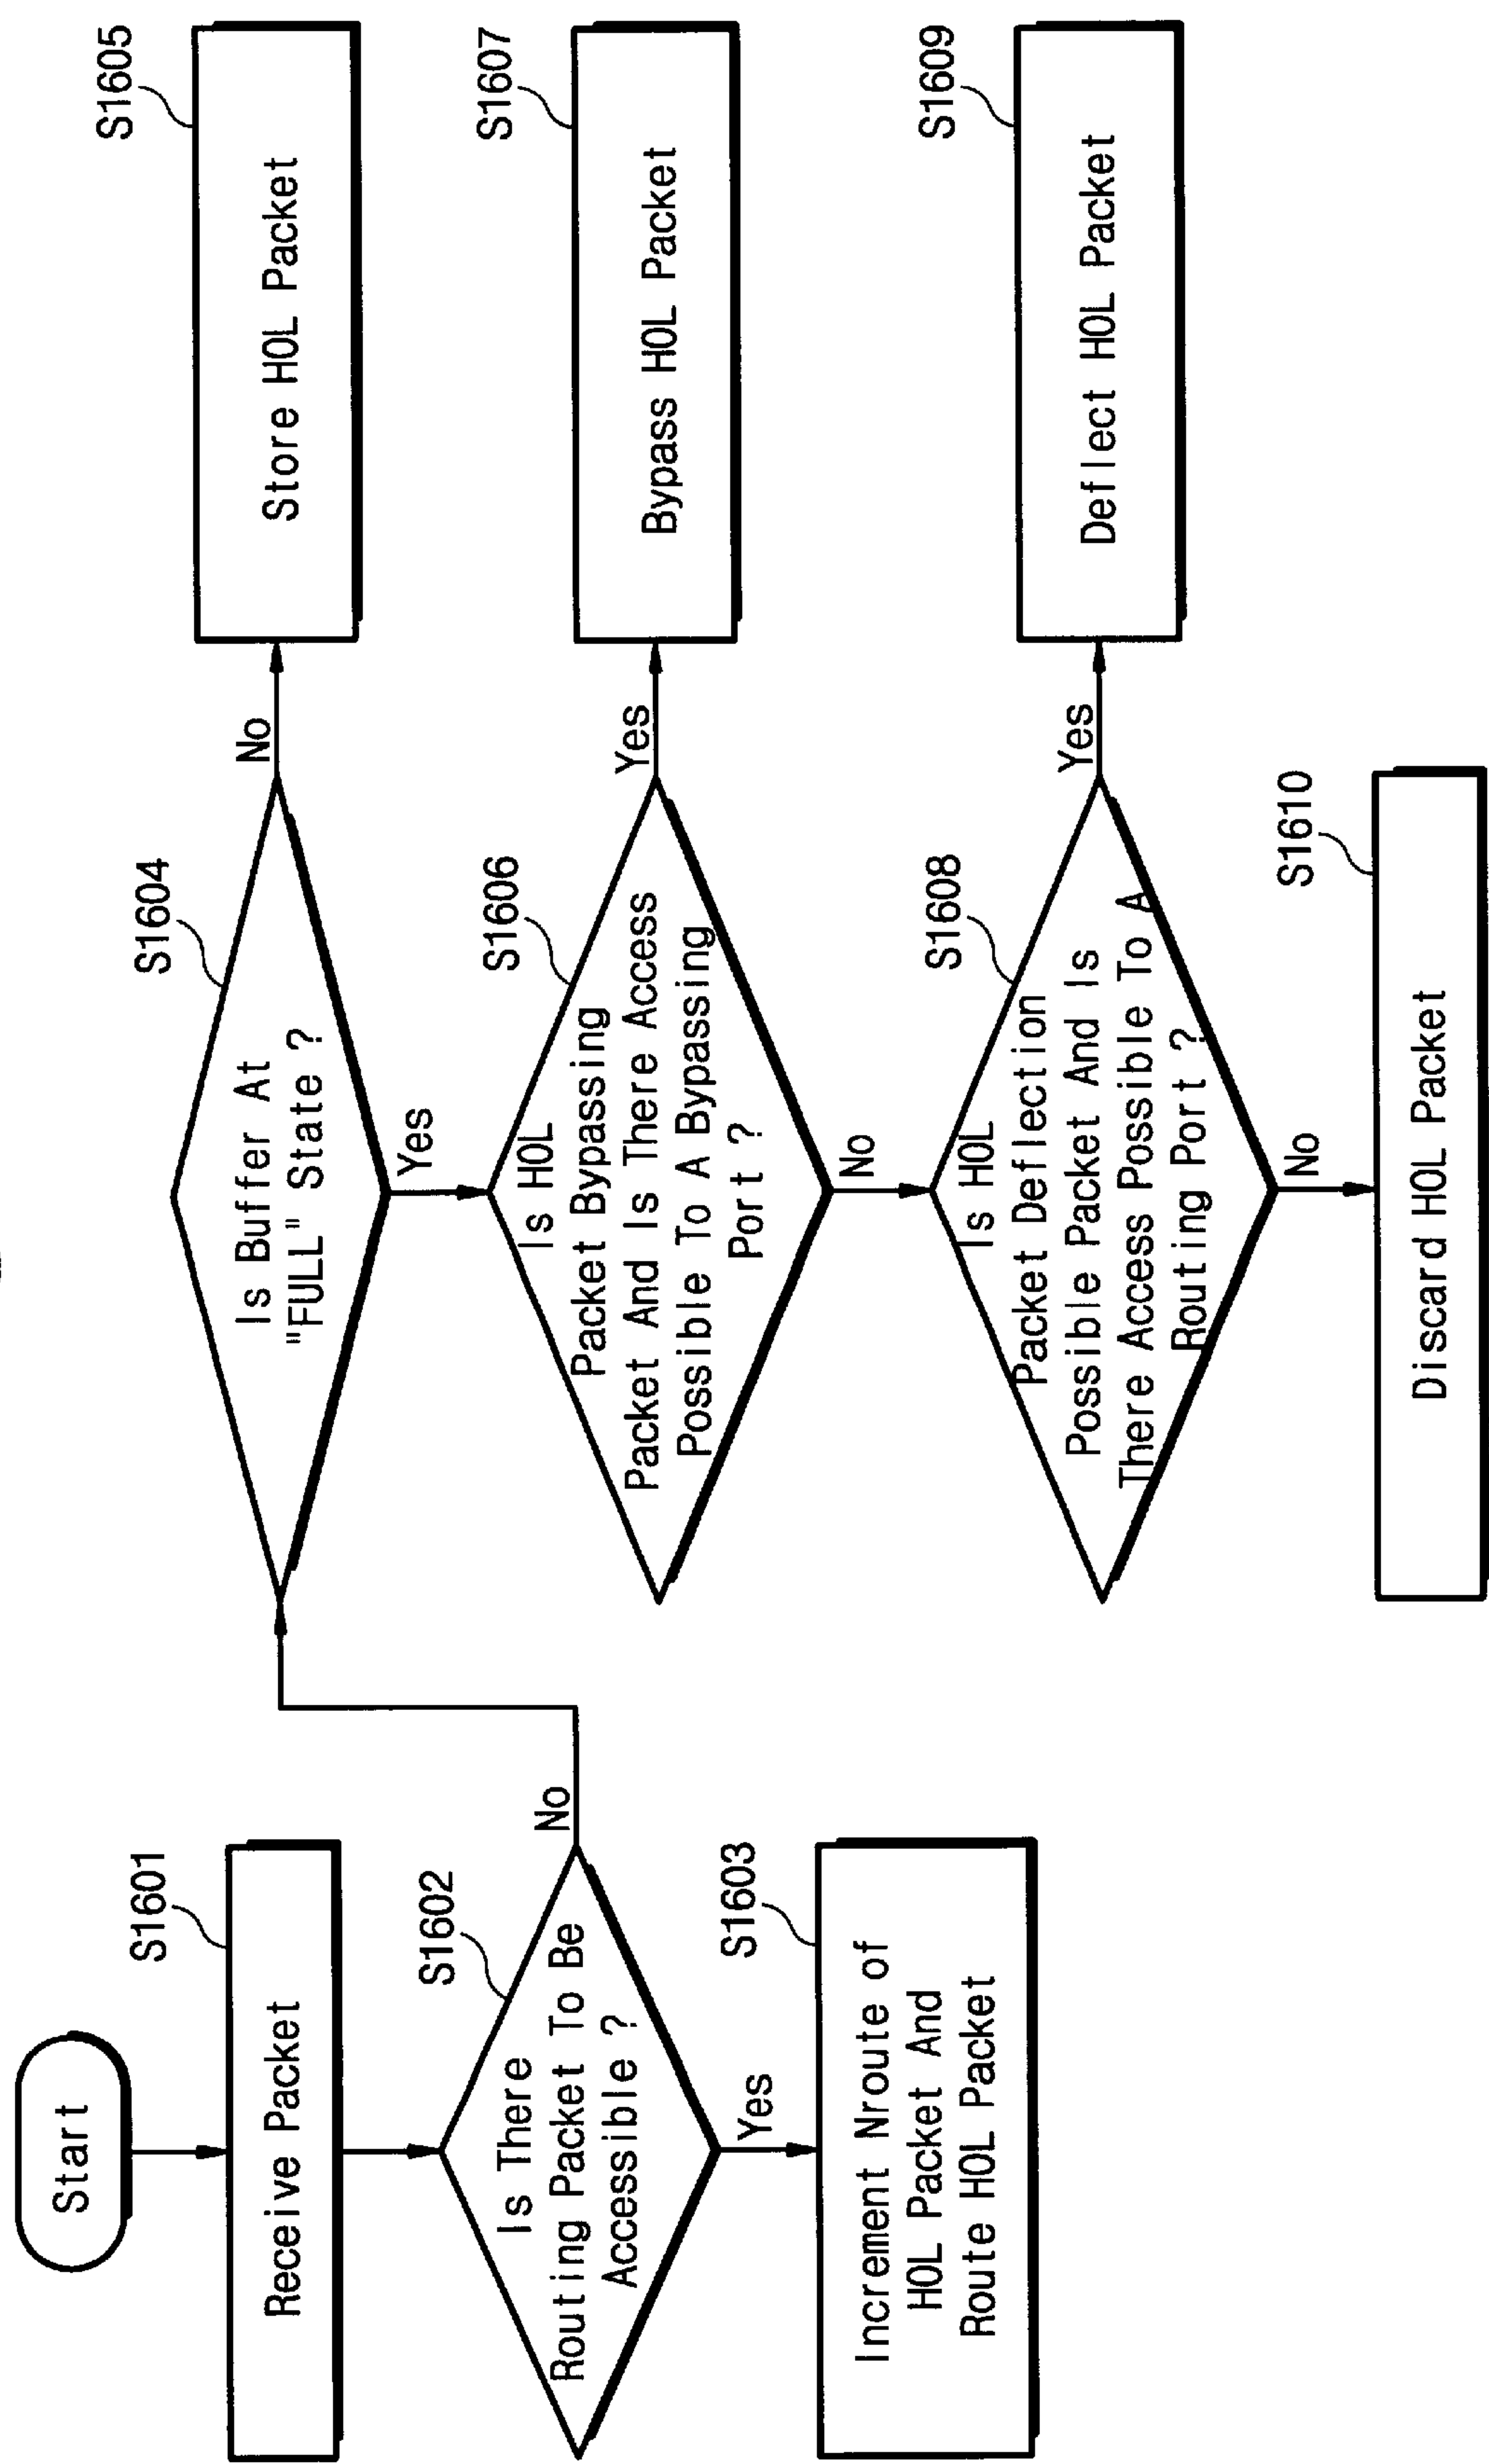 Start
S1601
Receive Packet
S1602
Is There
Routing Packet To Be
Accessible ?
No
Yes
S1603
Increment Nroute of
HOL Packet And
Route HOL Packet
S1604
Is Buffer At
"FULL" State ?
No
Yes
S1605
Store HOL Packet
S1606
Is HOL
Packet Bypassing
Packet And Is There Access
Possible To A Bypassing
Port ?
Yes
No
S1607
Bypass HOL Packet
S1608
Is HOL
Packet Deflection
Possible Packet And Is
There Access Possible To A
Routing Port ?
Yes
No
S1609
Deflect HOL Packet
S1610
Discard HOL Packet